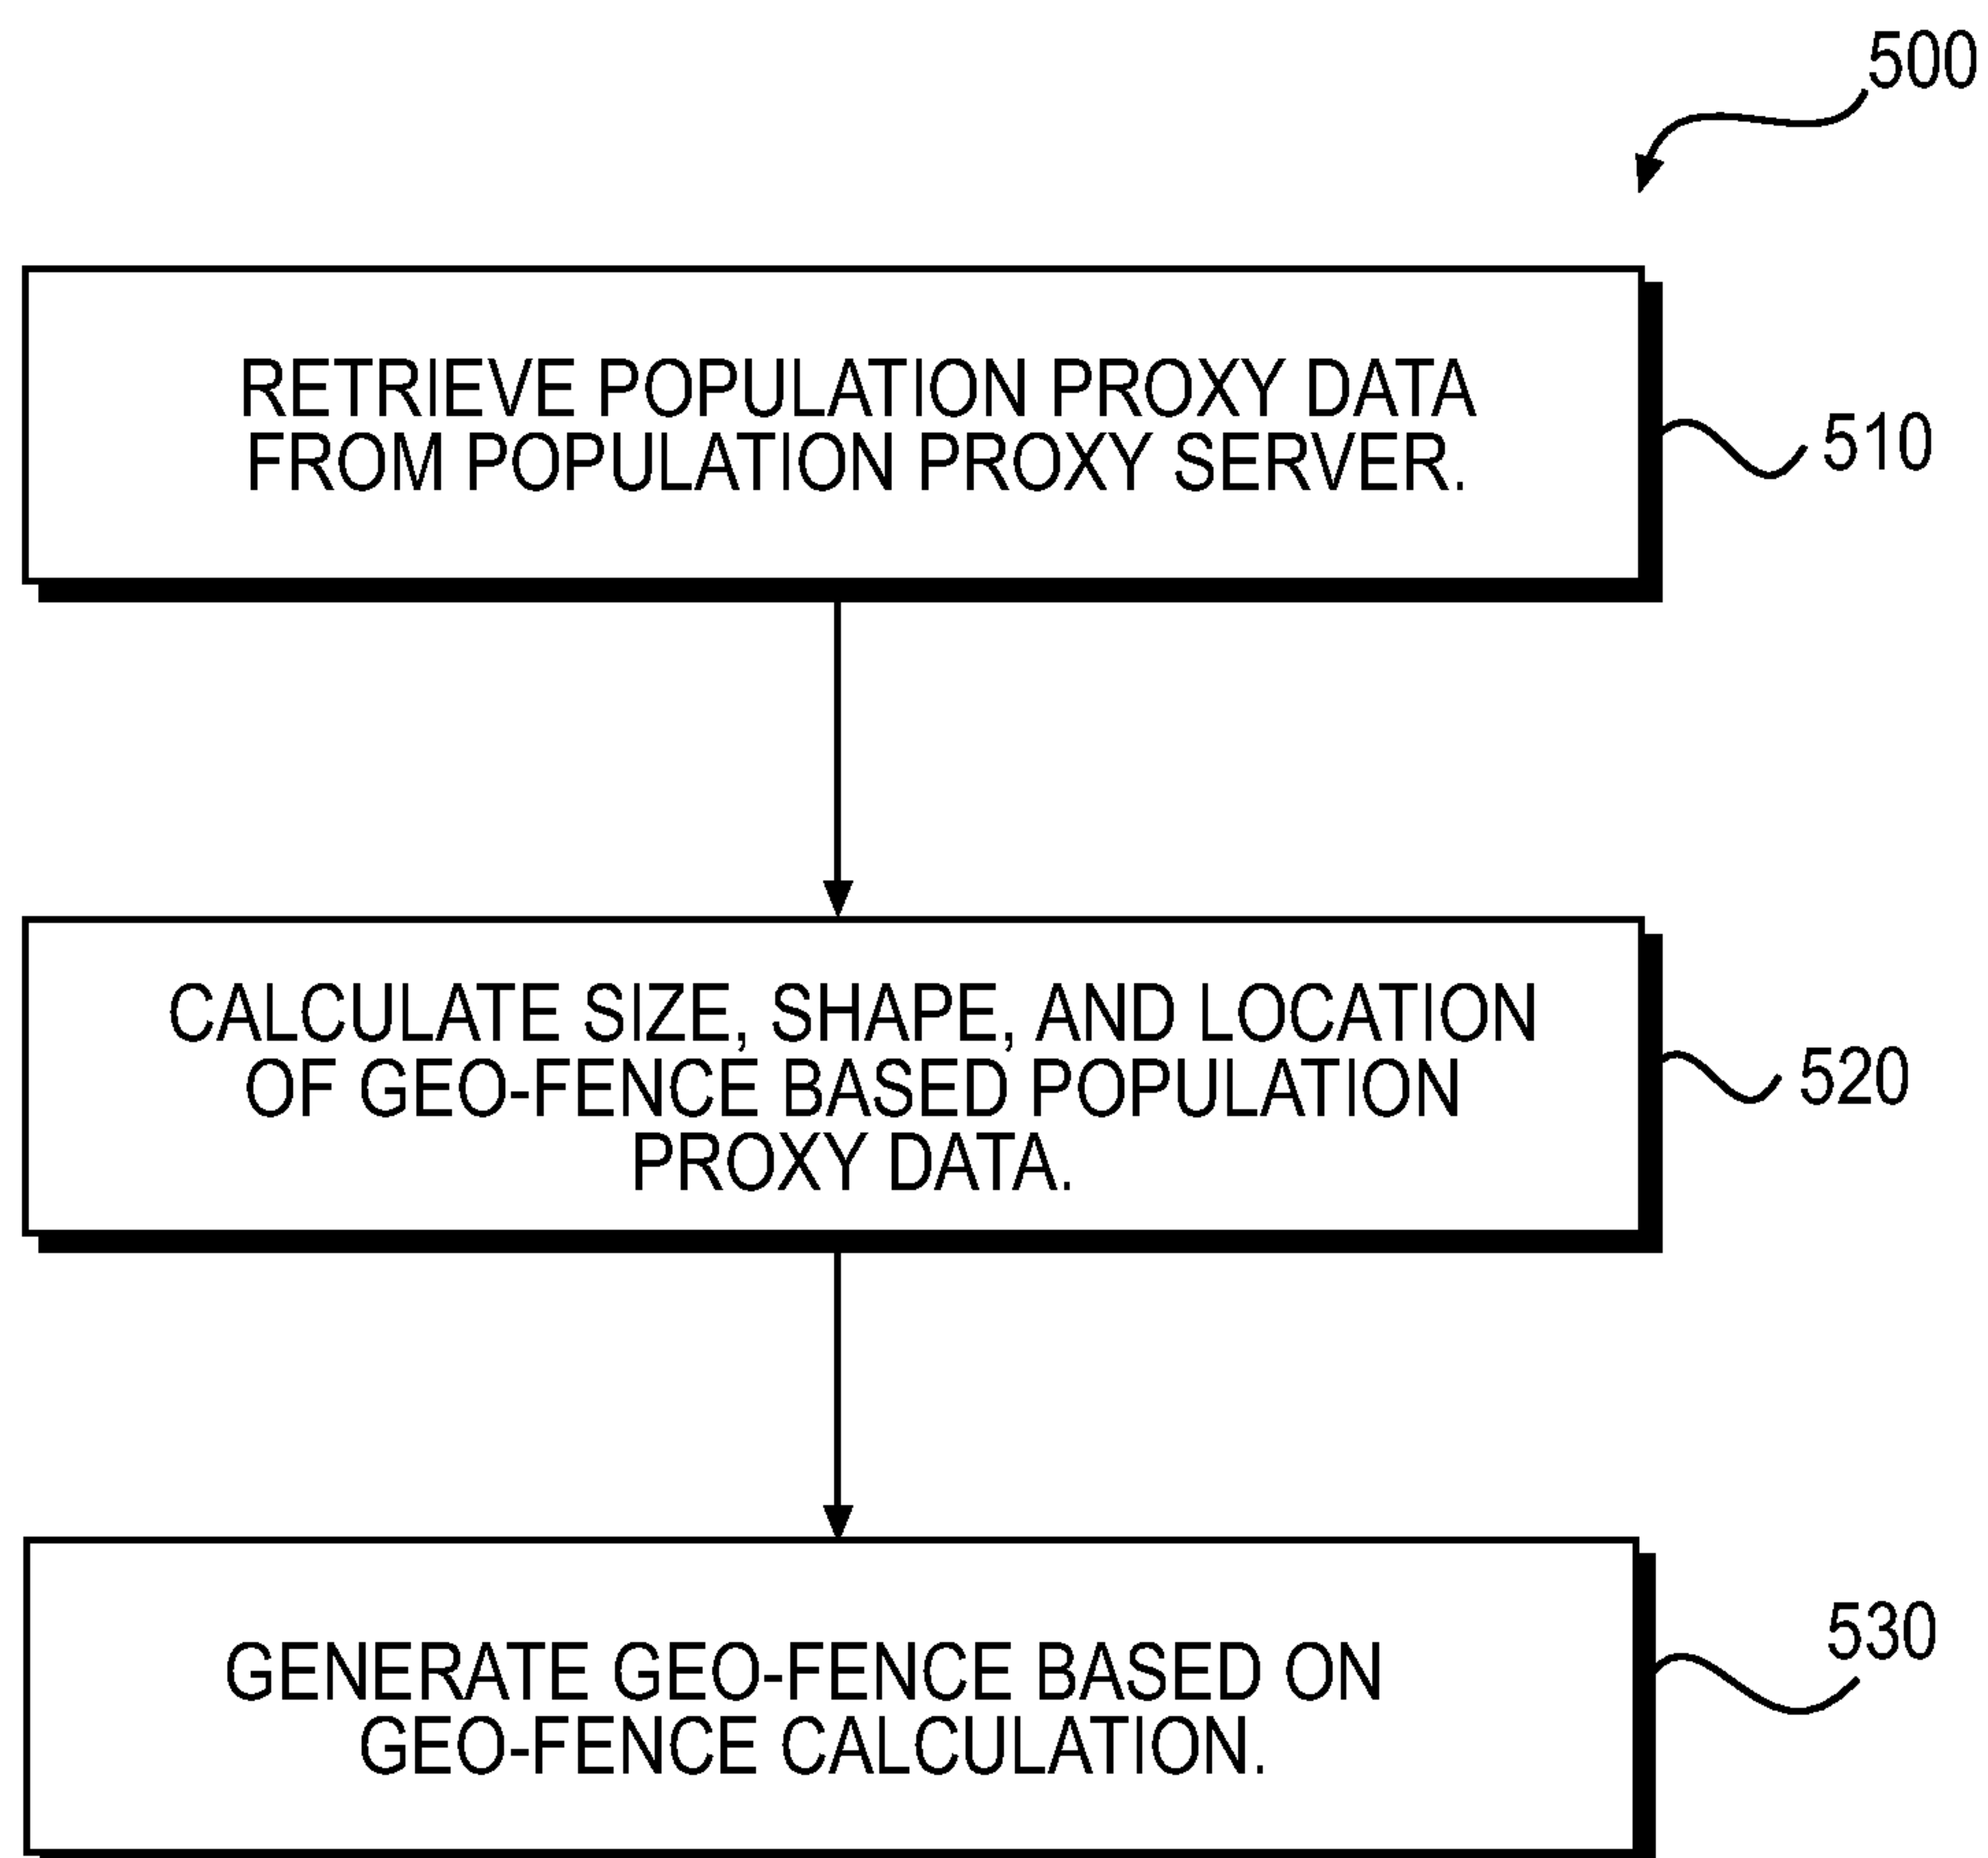 500
RETRIEVE POPULATION PROXY DATA
FROM POPULATION PROXY SERVER.
510
CALCULATE SIZE, SHAPE, AND LOCATION
OF GEO-FENCE BASED POPULATION
PROXY DATA.
520
GENERATE GEO-FENCE BASED ON
GEO-FENCE CALCULATION.
530